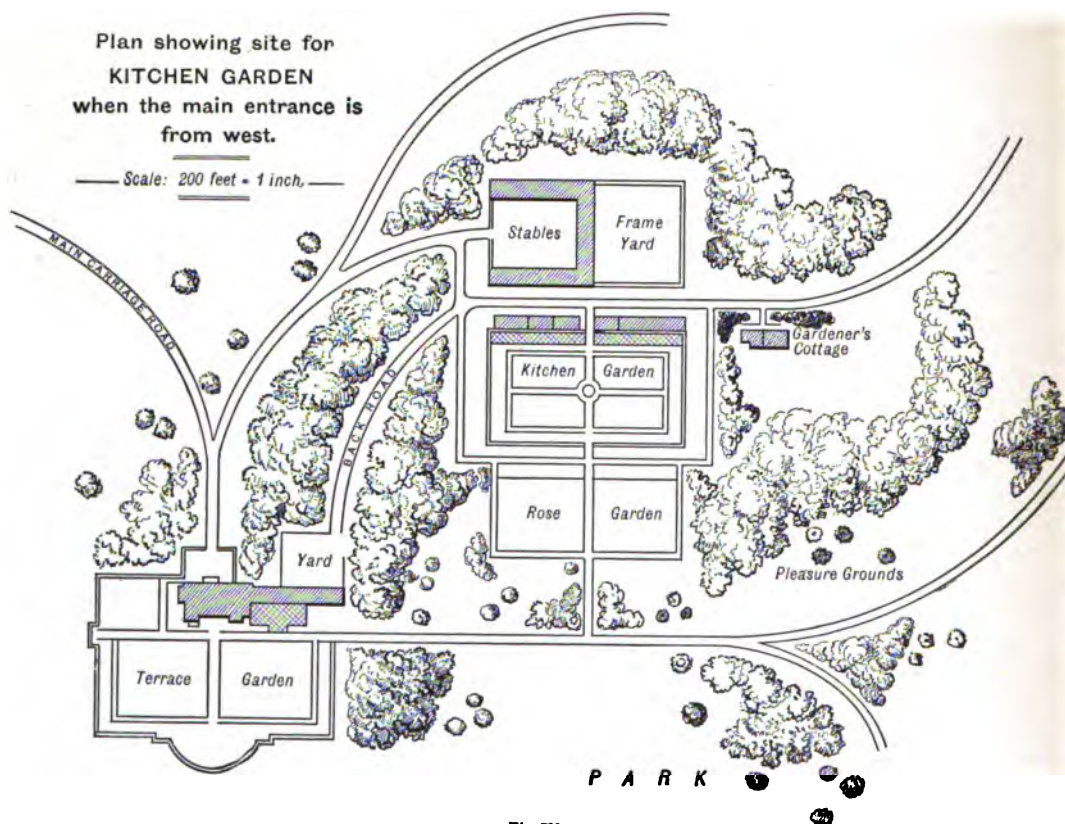 Plan showing site for
KITCHEN GARDEN
when the main entrance is
from west.
Scale: 200 feet = 1 inch,
MAIN CARRIAGE ROAD
Stables
Frame
Yard
Gardener's
Cottage
Kitchen Garden
BACK ROAD
Rose Garden
Yard
Pleasure Grounds
Terrace Garden
PARK